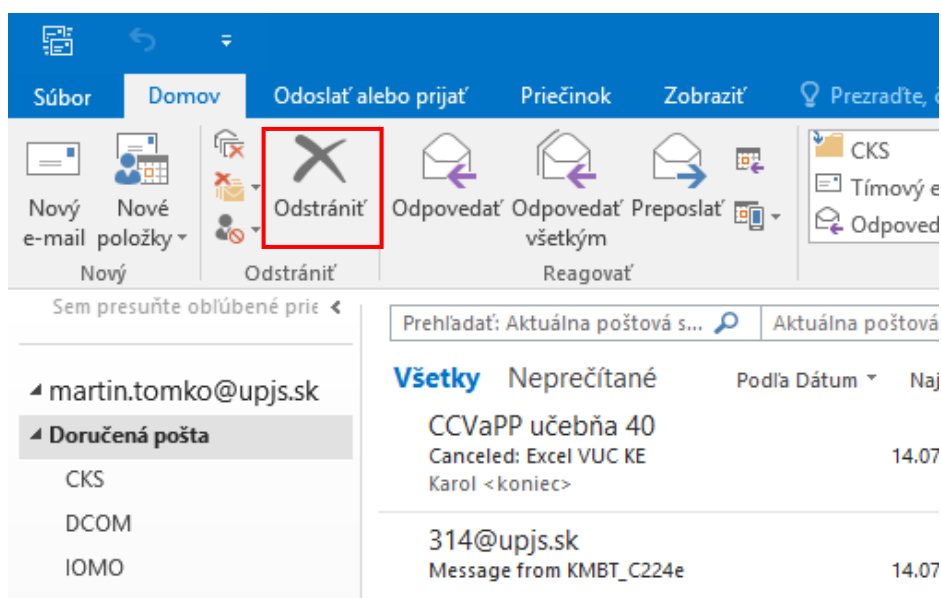 Súbor Domov Odoslať alebo prijať Priečinok Zobraziť Prezraďte,
Nový e-mail
Nové položky
Odstrániť
Odpovedať
Odpovedať všetkým
Preposlať
CKS
Tímový e
Odpoved
Nový Odstrániť Reagovať
Sem presuňte obľúbené prie
martin.tomko@upjs.sk
Doručená pošta
CKS
DCOM
IOMO
Prehľadať: Aktuálna poštová s... Aktuálna poštová
Všetky Neprečítané Podľa Dátum Naj
CCVaPP učebňa 40
Canceled: Excel VUC KE 14.07
Karol <koniec>
314@upjs.sk
Message from KMBT_C224e 14.07